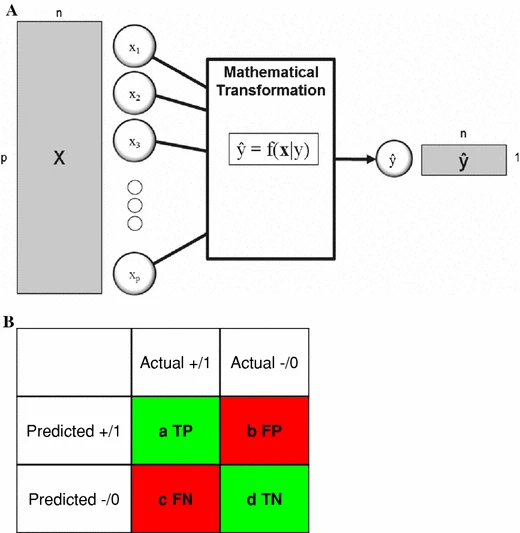 A
n
p
X
x1
x2
x3
xp
Mathematical
Transformation
ŷ = f(x|y)
ŷ
n
ŷ
1
B
Actual +/1 Actual -/0
Predicted +/1 a TP b FP
Predicted -/0 c FN d TN